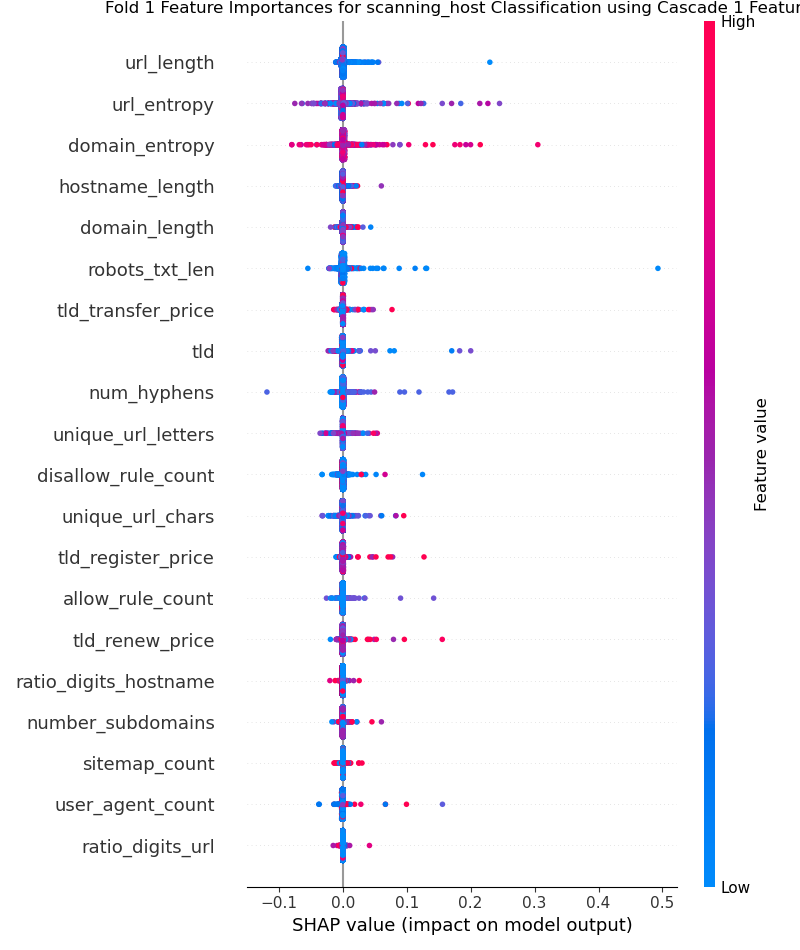 Fold 1 Feature Importances for scanning_host Classification using Cascade 1 Featur
High
url_length
url_entropy
domain_entropy
hostname_length
domain_length
robots_txt_len
tld_transfer_price
tld
num_hyphens
unique_url_letters
disallow_rule_count
unique_url_chars
tld_register_price
allow_rule_count
tld_renew_price
ratio_digits_hostname
number_subdomains
sitemap_count
user_agent_count
ratio_digits_url
Feature value
Low
−0.1 0.0 0.1 0.2 0.3 0.4 0.5
SHAP value (impact on model output)